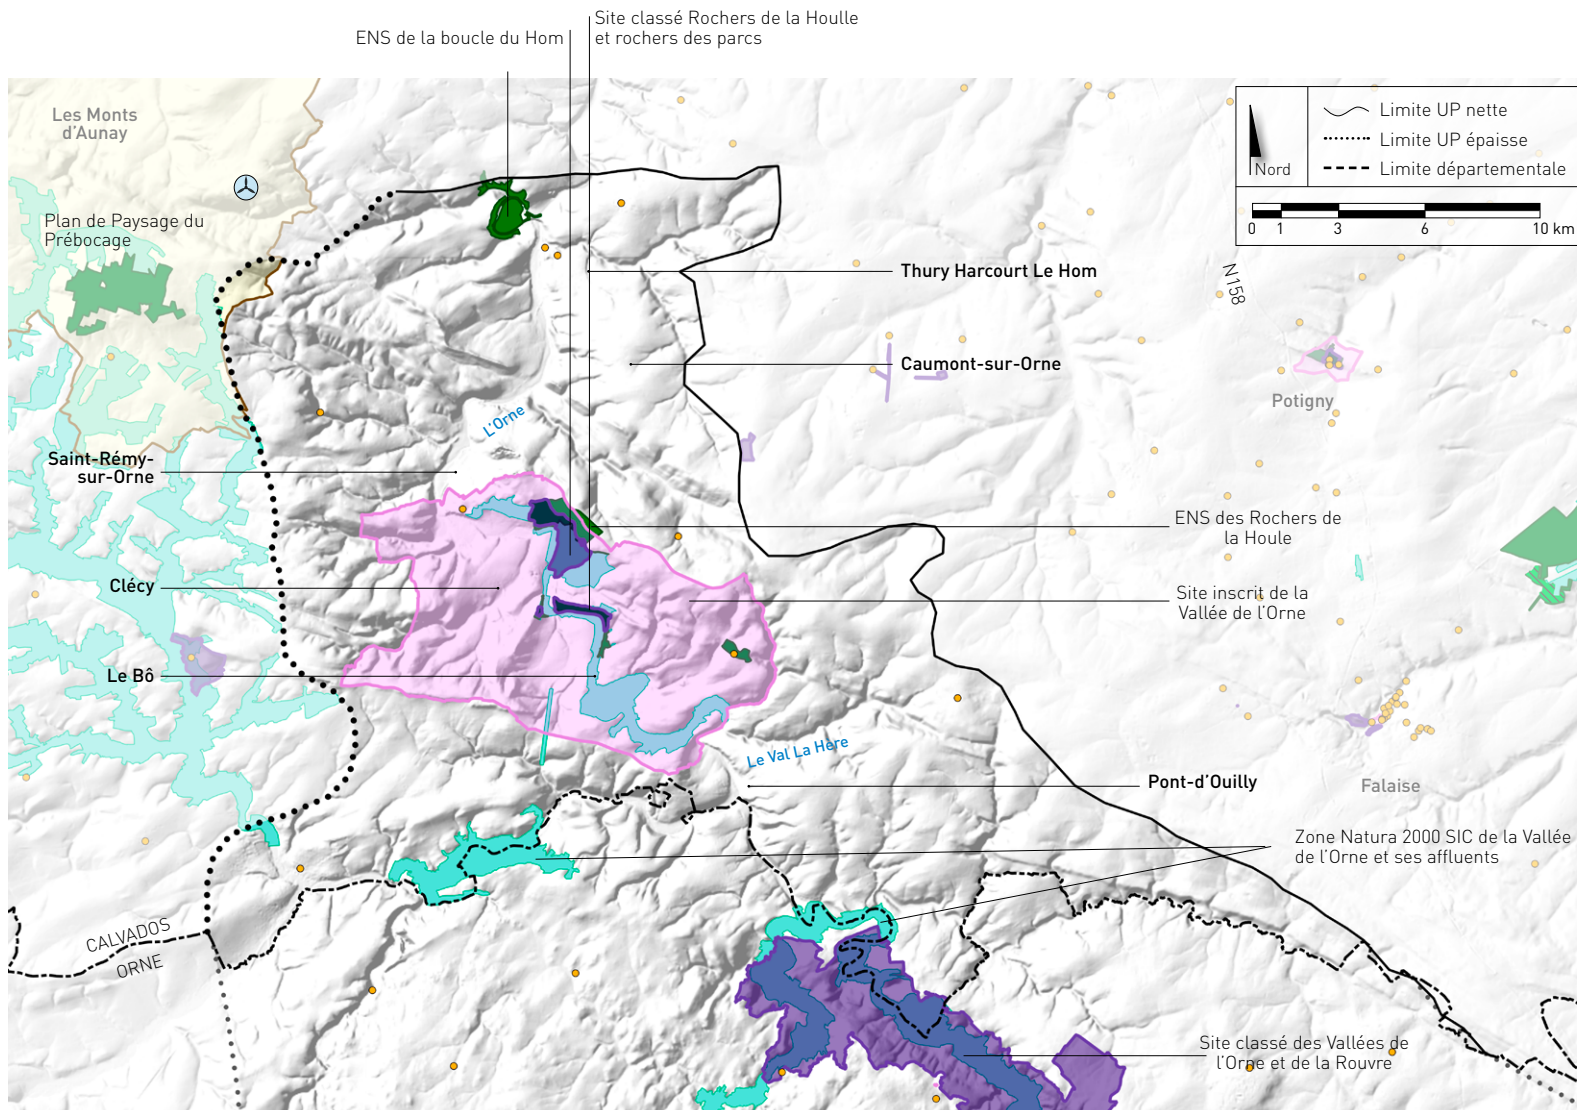 Site classé Rochers de la Houlle
et rochers des parcs
ENS de la boucle du Hom
Les Monts
d'Aunay
Plan de Paysage du
Prébocage
Nord
Limite UP nette
Limite UP épaisse
Limite départementale
0 1 3 6 10 km
N158
Thury Harcourt Le Hom
Caumont-sur-Orne
Potigny
L'Orne
Saint-Rémy-
sur-Orne
ENS des Rochers de
la Houle
Clécy
Site inscrit de la
Vallée de l'Orne
Le Bô
Le Val La Hère
Pont-d'Ouilly
Falaise
Zone Natura 2000 SIC de la Vallée
de l'Orne et ses affluents
CALVADOS
ORNE
Site classé des Vallées de
l'Orne et de la Rouvre